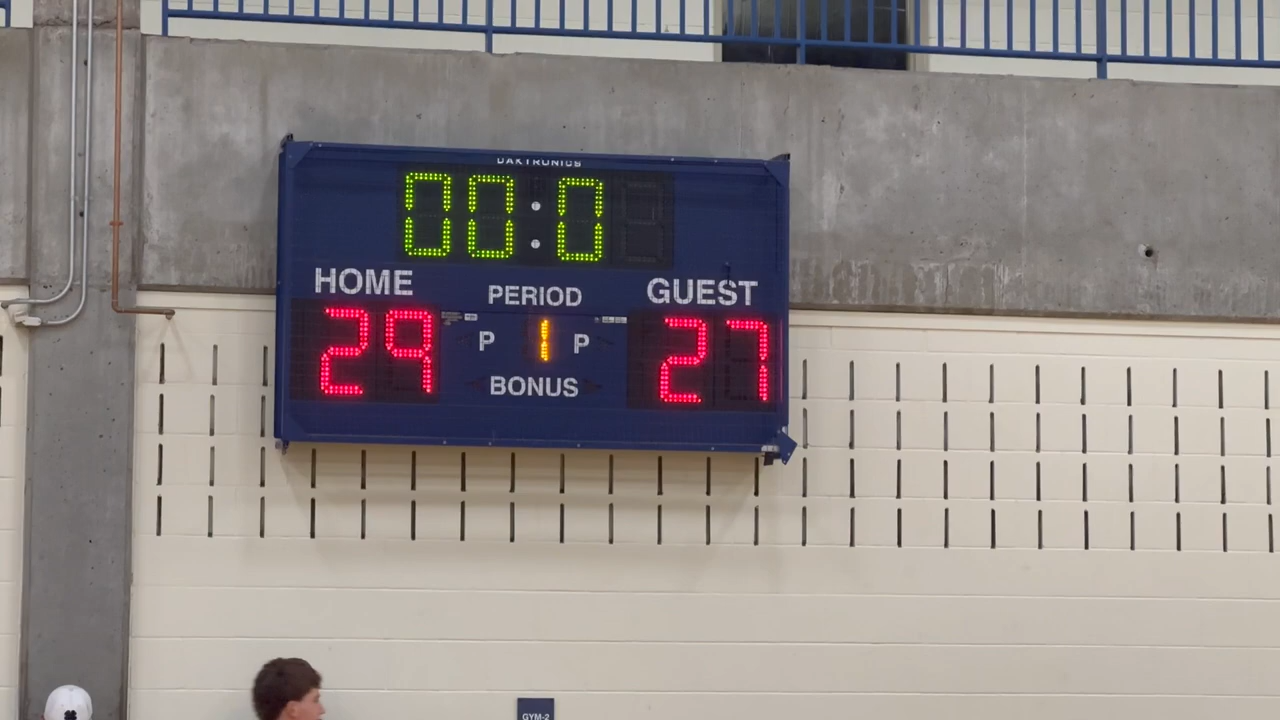 DAKTRONICS
00:0
HOME
PERIOD
GUEST
29
P 1 P
27
BONUS
GYM-2